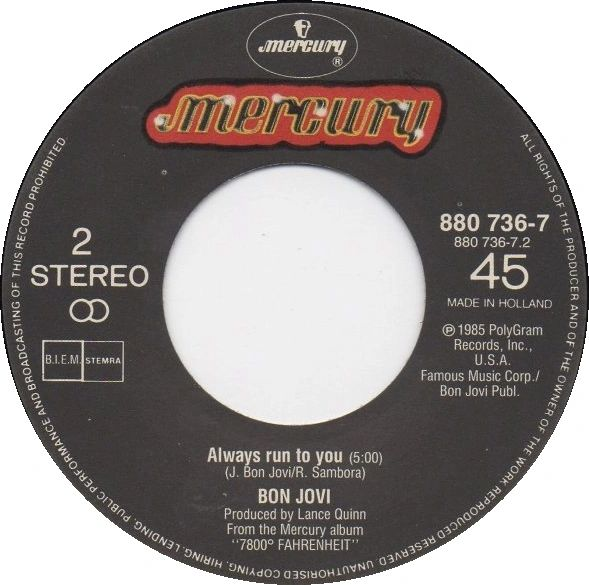 mercury
®
mercury
2
STEREO
B.I.E.M. STEMRA
880 736-7
880 736-7.2
45
MADE IN HOLLAND
℗ 1985 PolyGram
Records, Inc.,
U.S.A.
Famous Music Corp./
Bon Jovi Publ.
Always run to you (5:00)
(J. Bon Jovi/R. Sambora)
BON JOVI
Produced by Lance Quinn
From the Mercury album
"7800° FAHRENHEIT"
ALL RIGHTS OF THE PRODUCER AND OF THE OWNER OF THE WORK REPRODUCED RESERVED. UNAUTHORISED COPYING, HIRING, LENDING, PUBLIC PERFORMANCE AND BROADCASTING OF THIS RECORD PROHIBITED